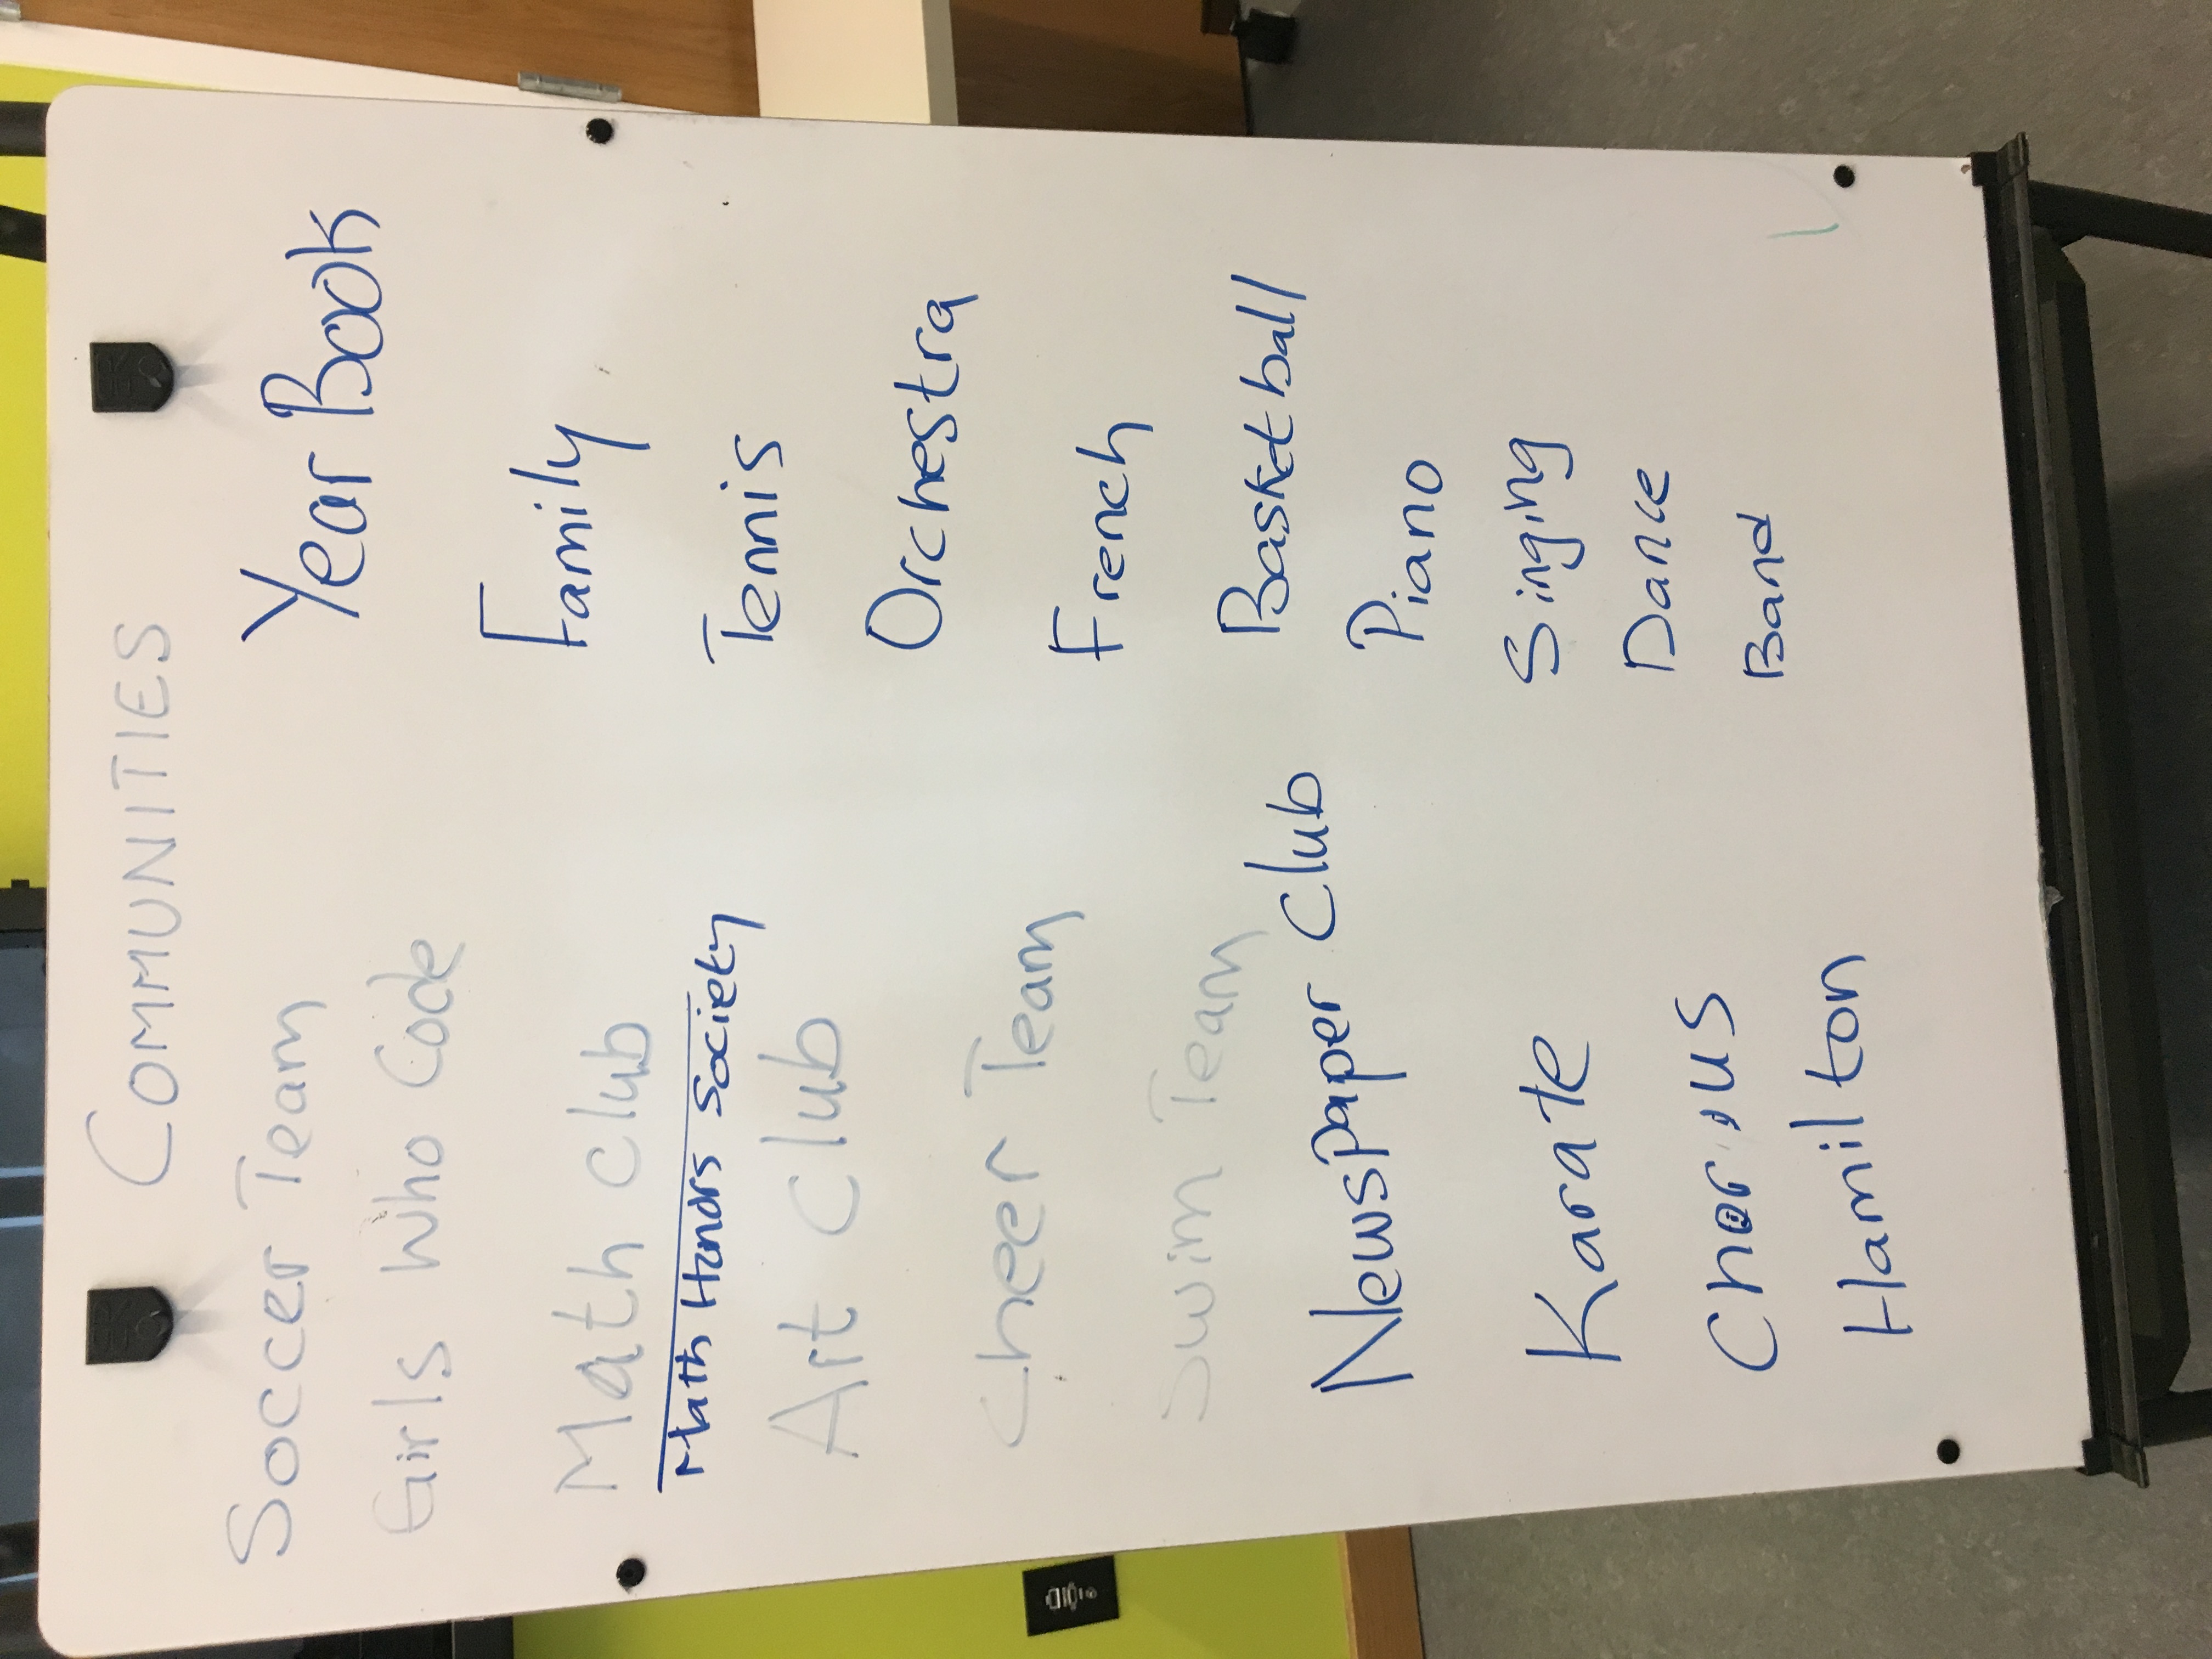 COMMUNITIES
Soccer Team
Girls Who Code
Math club
Math Honors Society
Art Club
Cheer Team
Swim Team
Newspaper Club
Karate
Chorus
Hamilton
Year Book
Family
Tennis
Orchestra
French
Basketball
Piano
Singing
Dance
Band